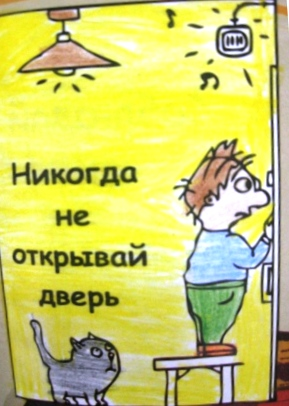 Никогда
не
открывай
дверь